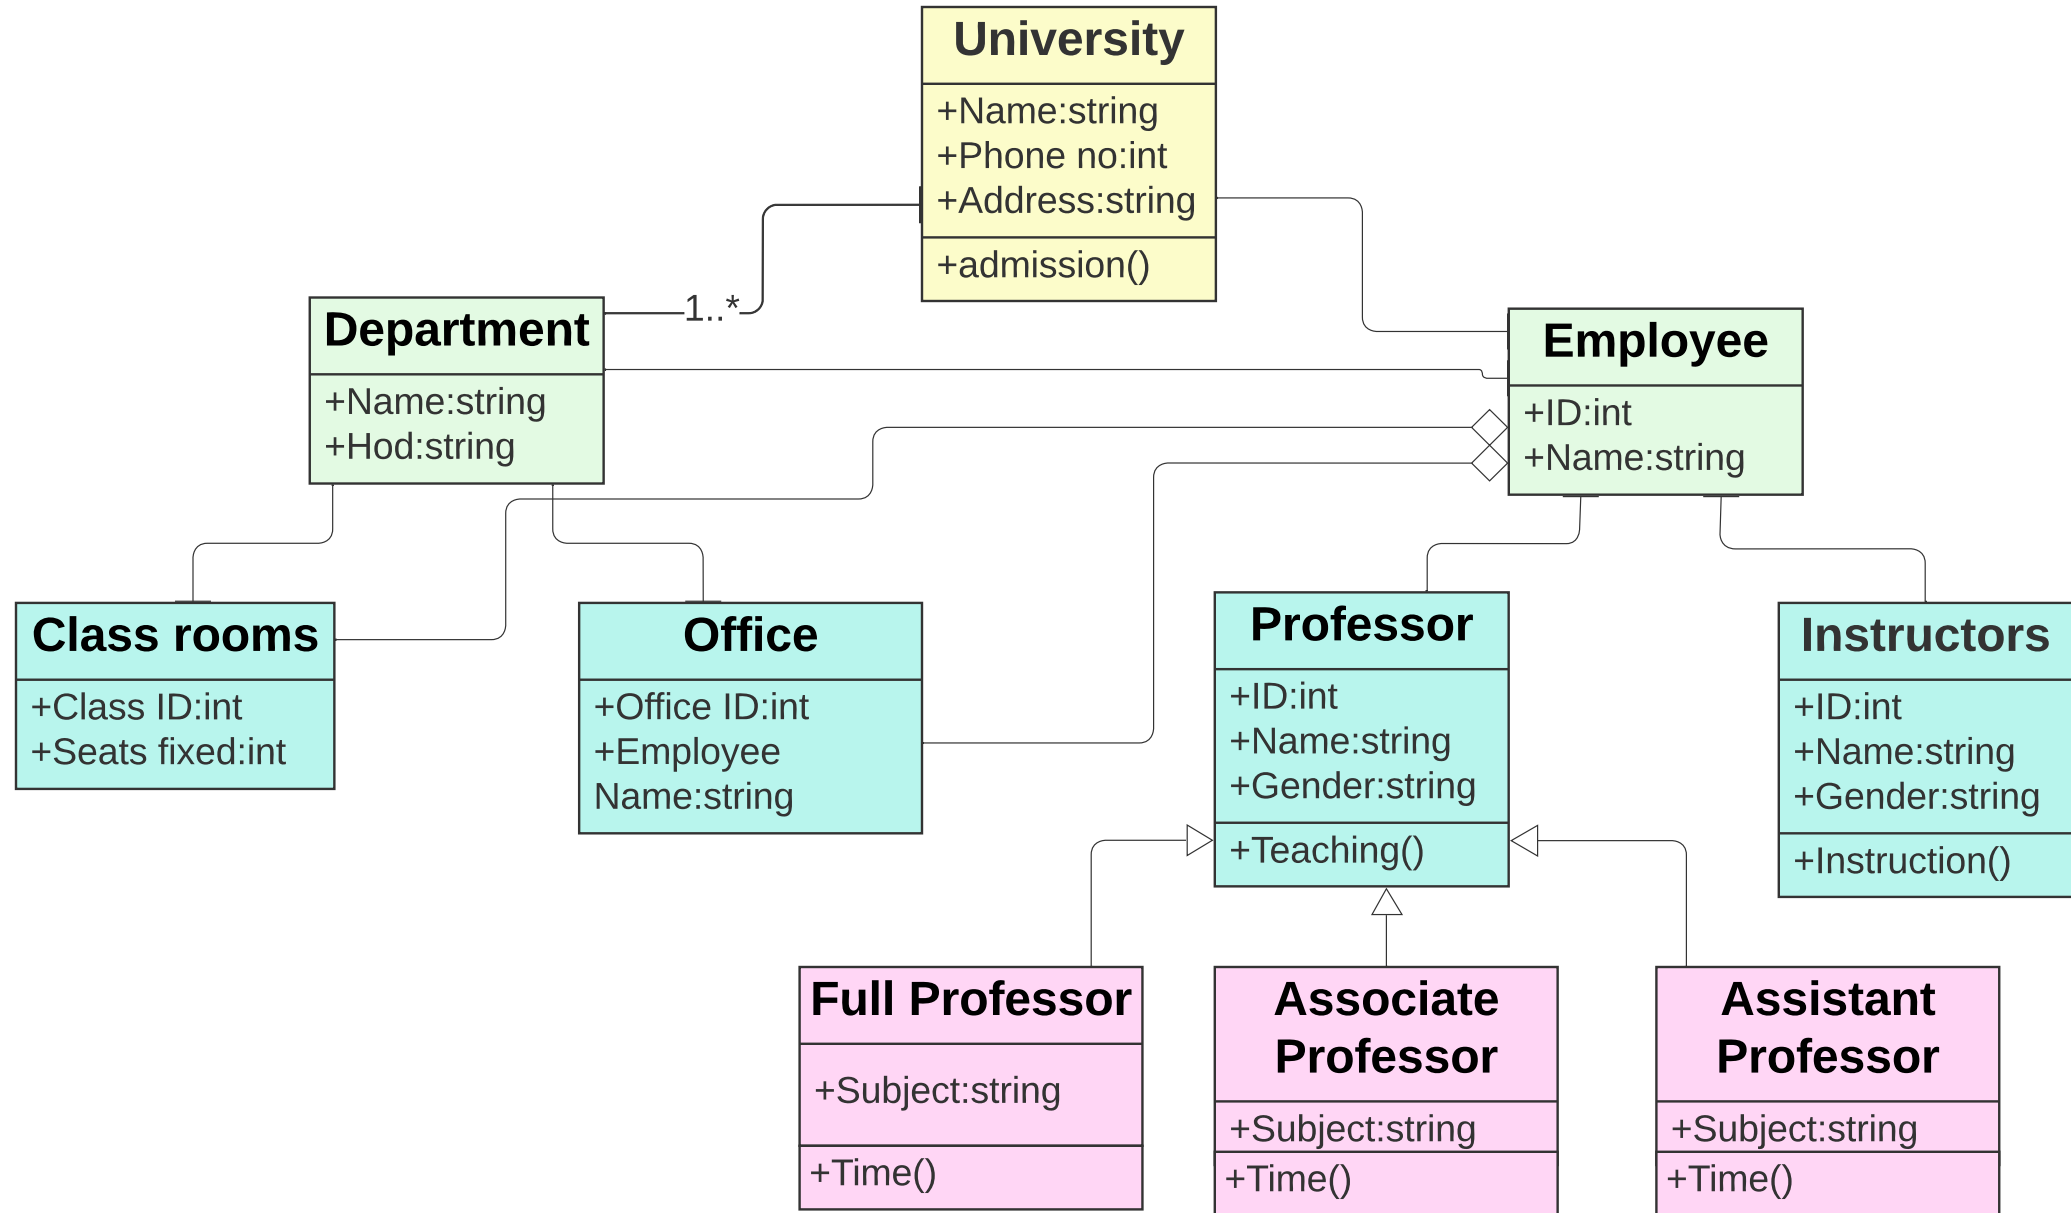 University
+Name:string
+Phone no:int
+Address:string
+admission()
1..*
Department
+Name:string
+Hod:string
Employee
+ID:int
+Name:string
Class rooms
+Class ID:int
+Seats fixed:int
Office
+Office ID:int
+Employee
Name:string
Professor
+ID:int
+Name:string
+Gender:string
+Teaching()
Instructors
+ID:int
+Name:string
+Gender:string
+Instruction()
Full Professor
+Subject:string
+Time()
Associate
Professor
+Subject:string
+Time()
Assistant
Professor
+Subject:string
+Time()